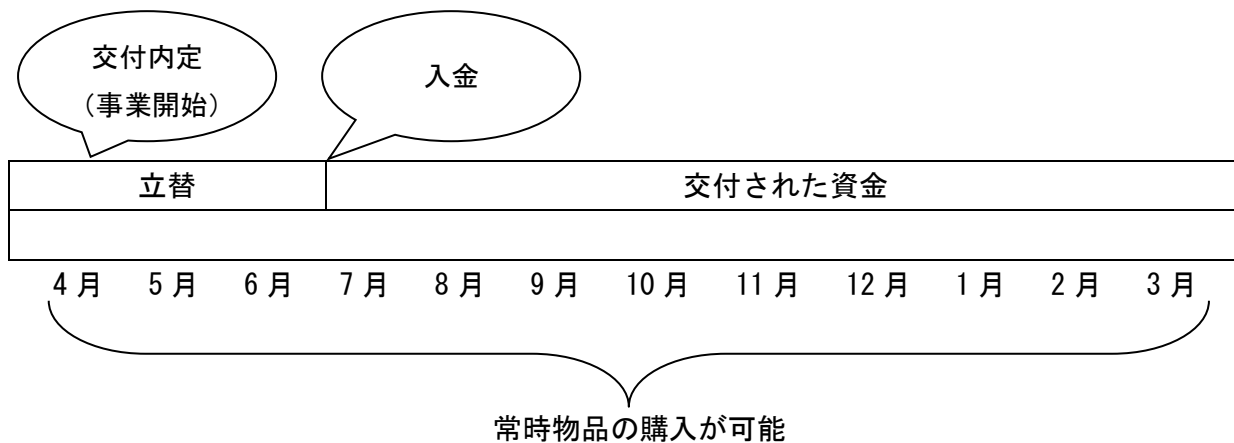 交付内定
（事業開始）
入金
立替
交付された資金
4月 5月 6月 7月 8月 9月 10月 11月 12月 1月 2月 3月
常時物品の購入が可能